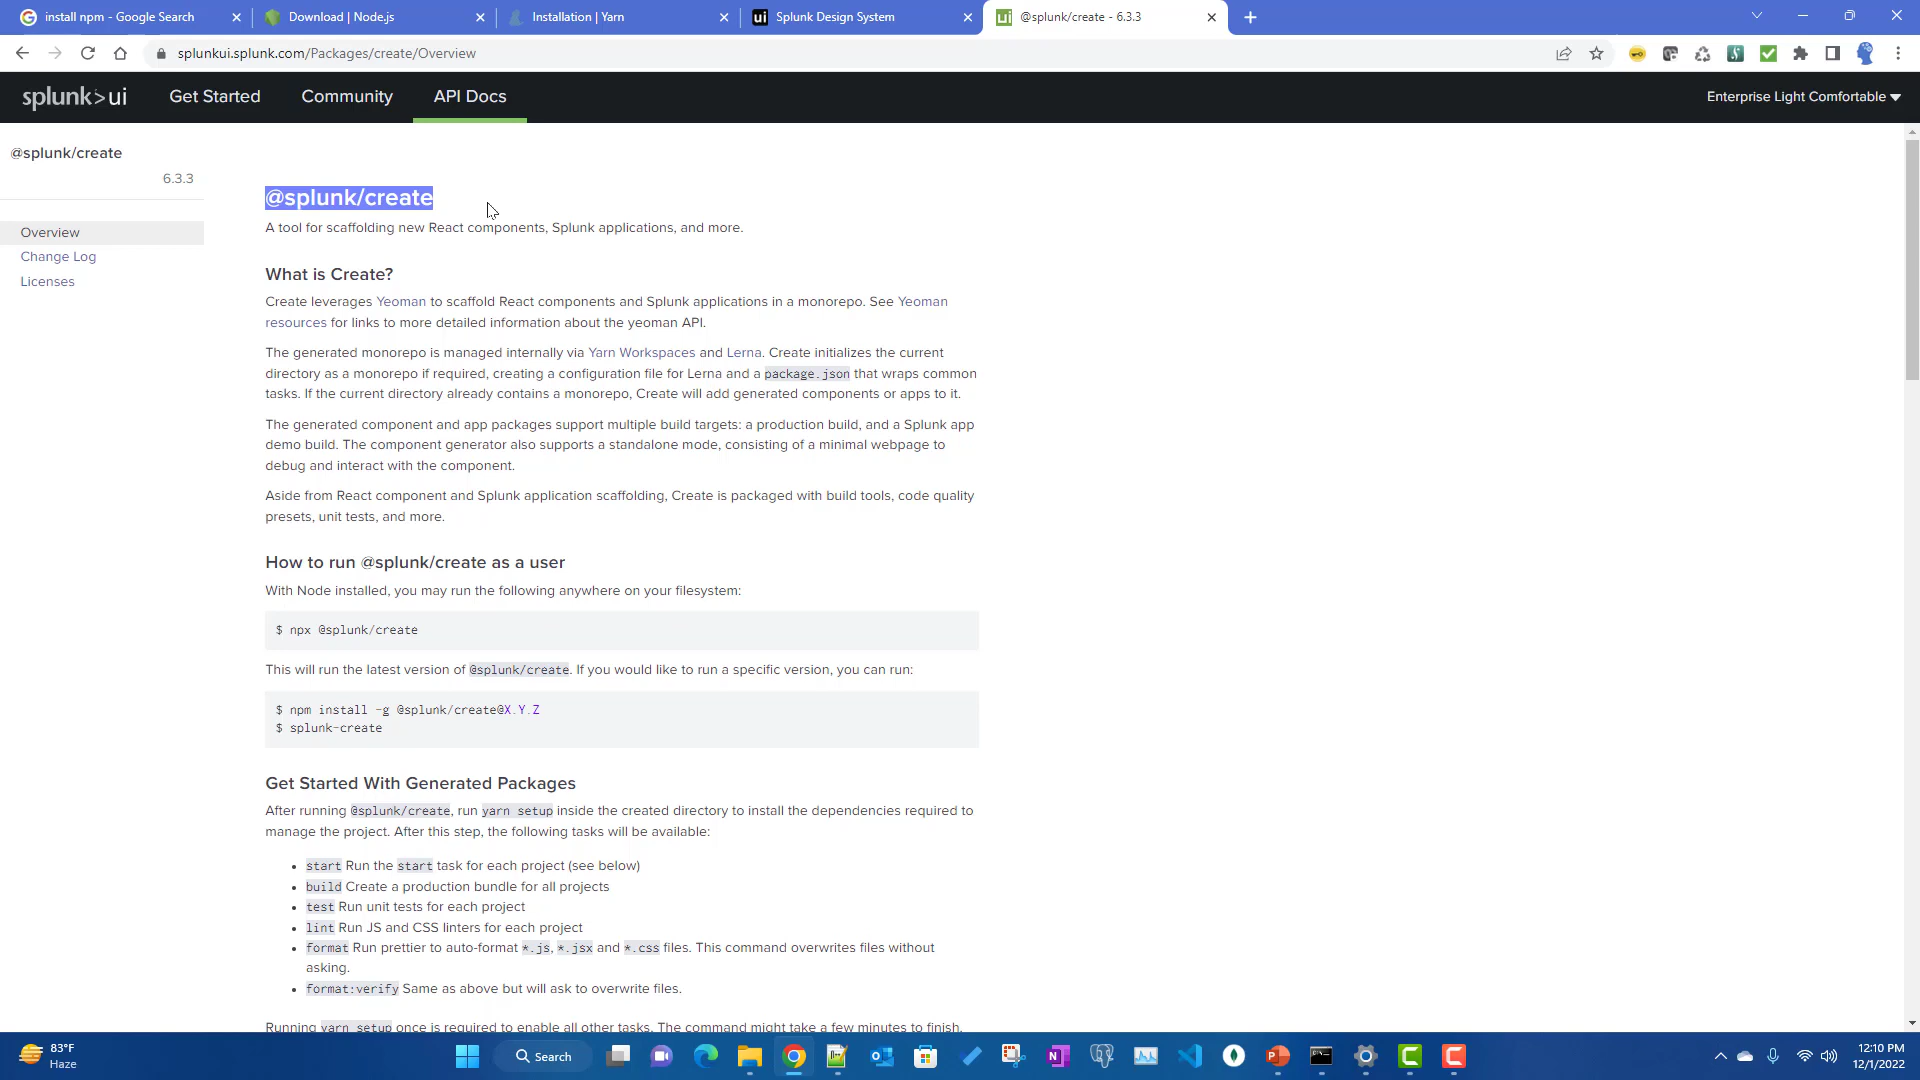 install npm - Google Search
Download | Node.js
Installation | Yarn
Splunk Design System
@splunk/create - 6.3.3
splunkui.splunk.com/Packages/create/Overview
splunk>ui
Get Started
Community
API Docs
Enterprise Light Comfortable
@splunk/create
6.3.3
Overview
Change Log
Licenses
@splunk/create
A tool for scaffolding new React components, Splunk applications, and more.
What is Create?
Create leverages Yeoman to scaffold React components and Splunk applications in a monorepo. See Yeoman
resources for links to more detailed information about the yeoman API.
The generated monorepo is managed internally via Yarn Workspaces and Lerna. Create initializes the current
directory as a monorepo if required, creating a configuration file for Lerna and a package.json that wraps common
tasks. If the current directory already contains a monorepo, Create will add generated components or apps to it.
The generated component and app packages support multiple build targets: a production build, and a Splunk app
demo build. The component generator also supports a standalone mode, consisting of a minimal webpage to
debug and interact with the component.
Aside from React component and Splunk application scaffolding, Create is packaged with build tools, code quality
presets, unit tests, and more.
How to run @splunk/create as a user
With Node installed, you may run the following anywhere on your filesystem:
$ npx @splunk/create
This will run the latest version of @splunk/create. If you would like to run a specific version, you can run:
$ npm install -g @splunk/create@X.Y.Z
$ splunk-create
Get Started With Generated Packages
After running @splunk/create, run yarn setup inside the created directory to install the dependencies required to
manage the project. After this step, the following tasks will be available:
• start Run the start task for each project (see below)
• build Create a production bundle for all projects
• test Run unit tests for each project
• lint Run JS and CSS linters for each project
• format Run prettier to auto-format *.js, *.jsx and *.css files. This command overwrites files without
asking.
• format:verify Same as above but will ask to overwrite files.
Running yarn setup once is required to enable all other tasks. The command might take a few minutes to finish.
83°F
Haze
Search
12:10 PM
12/1/2022